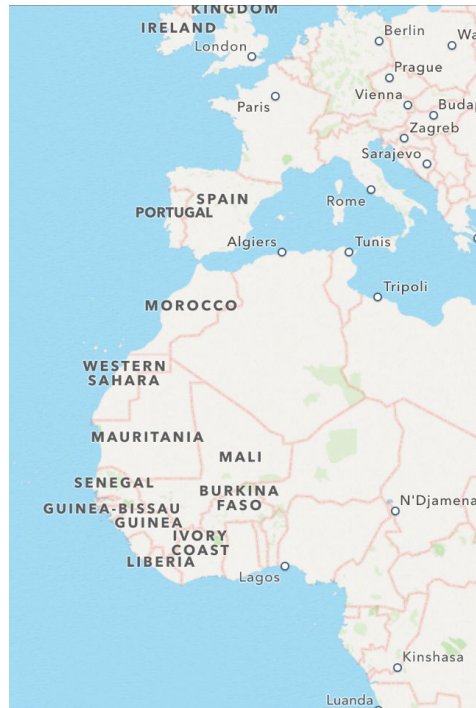 KINGDOM
IRELAND
London
Berlin
Wa
Prague
Paris
Vienna
Budap
Zagreb
Sarajevo
SPAIN
Rome
PORTUGAL
Algiers
Tunis
Tripoli
MOROCCO
WESTERN
SAHARA
MAURITANIA
MALI
SENEGAL
BURKINA
FASO
N'Djamena
GUINEA-BISSAU
GUINEA
IVORY
COAST
LIBERIA
Lagos
Kinshasa
Luanda